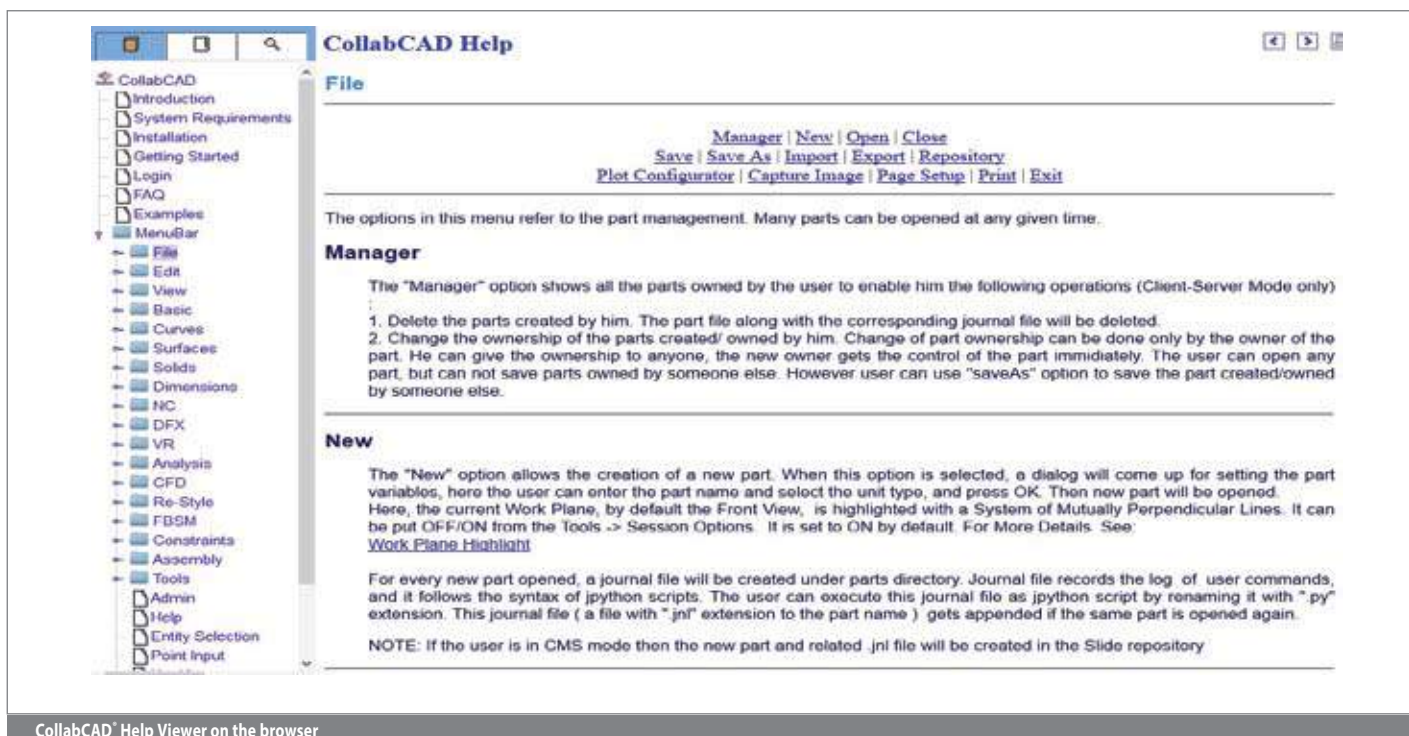 CollabCAD Help
CollabCAD
Introduction
System Requirements
Installation
Getting Started
Login
FAQ
Examples
MenuBar
File
Edit
View
Basic
Curves
Surfaces
Solids
Dimensions
NC
DFX
VR
Analysis
CFD
Re-Style
FBSM
Constraints
Assembly
Tools
Admin
Help
Entity Selection
Point Input
File
Manager | New | Open | Close
Save | Save As | Import | Export | Repository
Plot Configurator | Capture Image | Page Setup | Print | Exit
The options in this menu refer to the part management. Many parts can be opened at any given time.
Manager
The "Manager" option shows all the parts owned by the user to enable him the following operations (Client-Server Mode only)
:
1. Delete the parts created by him. The part file along with the corresponding journal file will be deleted.
2. Change the ownership of the parts created/ owned by him. Change of part ownership can be done only by the owner of the
part. He can give the ownership to anyone, the new owner gets the control of the part immidiately. The user can open any
part, but can not save parts owned by someone else. However user can use "saveAs" option to save the part created/owned
by someone else.
New
The "New" option allows the creation of a new part. When this option is selected, a dialog will come up for setting the part
variables, here the user can enter the part name and select the unit type, and press OK. Then new part will be opened.
Here, the current Work Plane, by default the Front View, is highlighted with a System of Mutually Perpendicular Lines. It can
be put OFF/ON from the Tools -> Session Options. It is set to ON by default. For More Details See:
Work Plane Highlight
For every new part opened, a journal file will be created under parts directory. Journal file records the log of user commands,
and it follows the syntax of jpython scripts. The user can execute this journal file as jpython script by renaming it with ".py"
extension. This journal file ( a file with ".jnl" extension to the part name ) gets appended if the same part is opened again.
NOTE: If the user is in CMS mode then the new part and related .jnl file will be created in the Slide repository
CollabCAD® Help Viewer on the browser